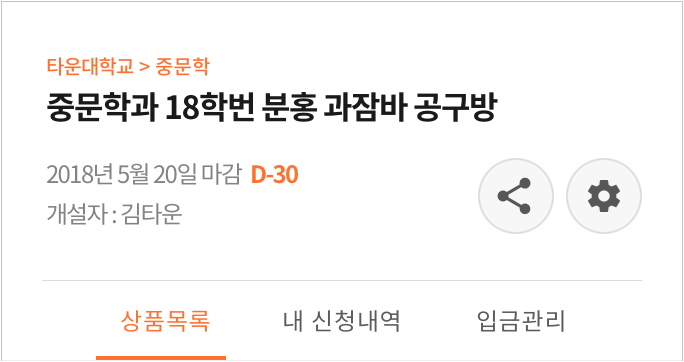 타운대학교 > 중문학
중문학과 18학번 분홍 과잠바 공구방
2018년 5월 20일 마감 D-30
개설자 : 김타운
상품목록 내 신청내역 입금관리